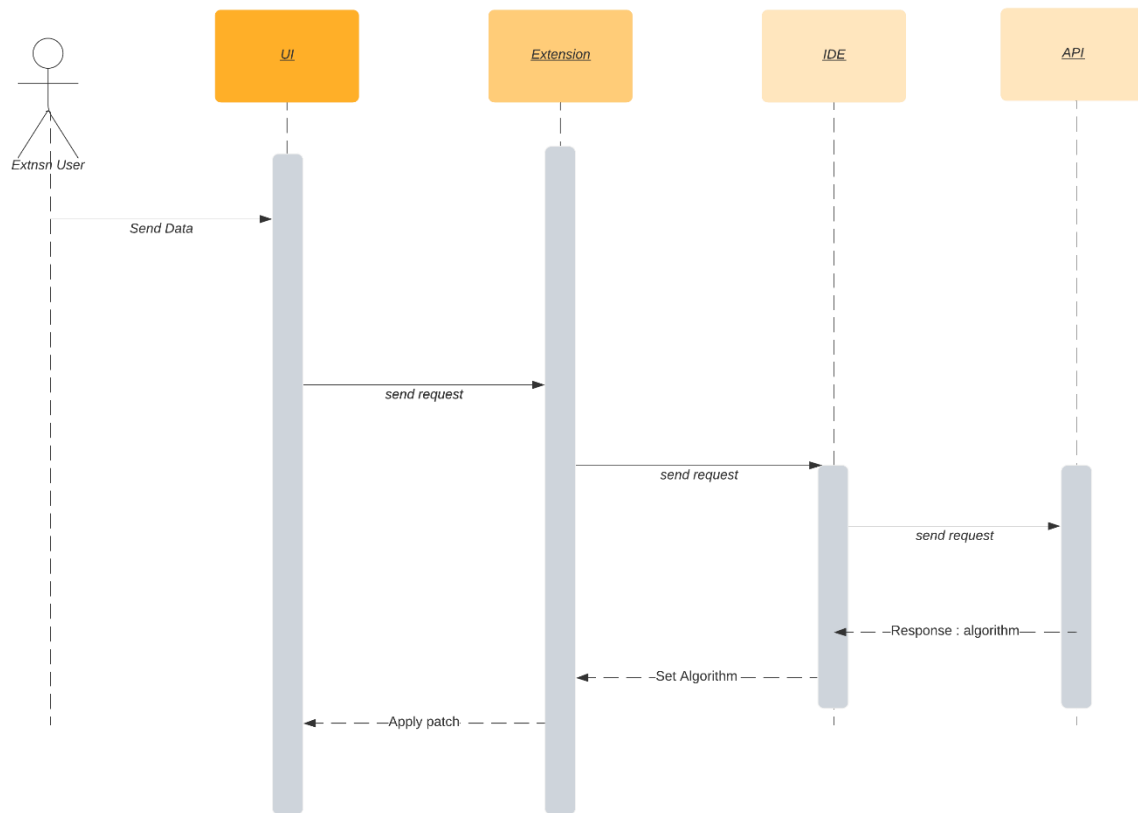 UI
Extension
IDE
API
Extnsn User
Send Data
send request
send request
send request
Response : algorithm
Set Algorithm
Apply patch